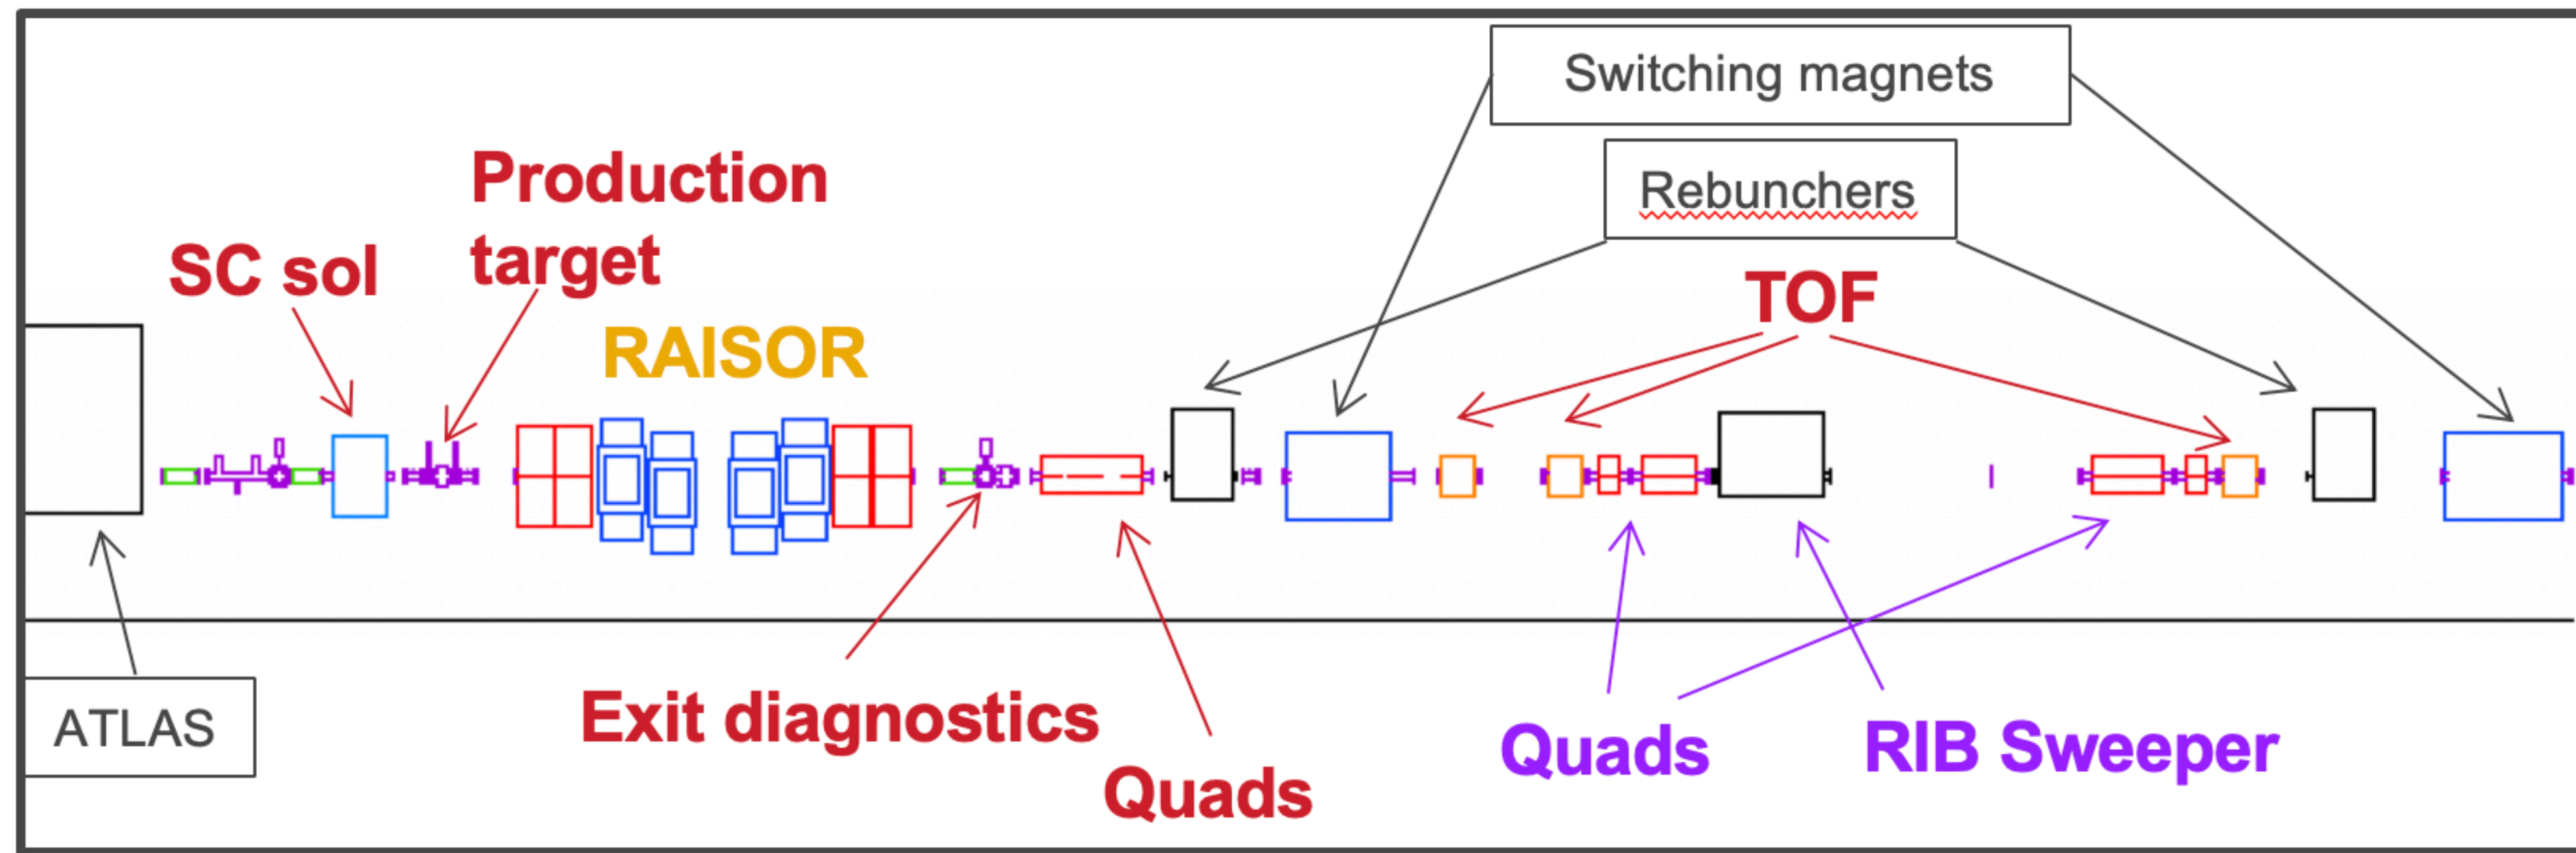 Switching magnets
Rebunchers
Production
target
SC sol
RAISOR
TOF
ATLAS
Exit diagnostics
Quads
Quads
RIB Sweeper